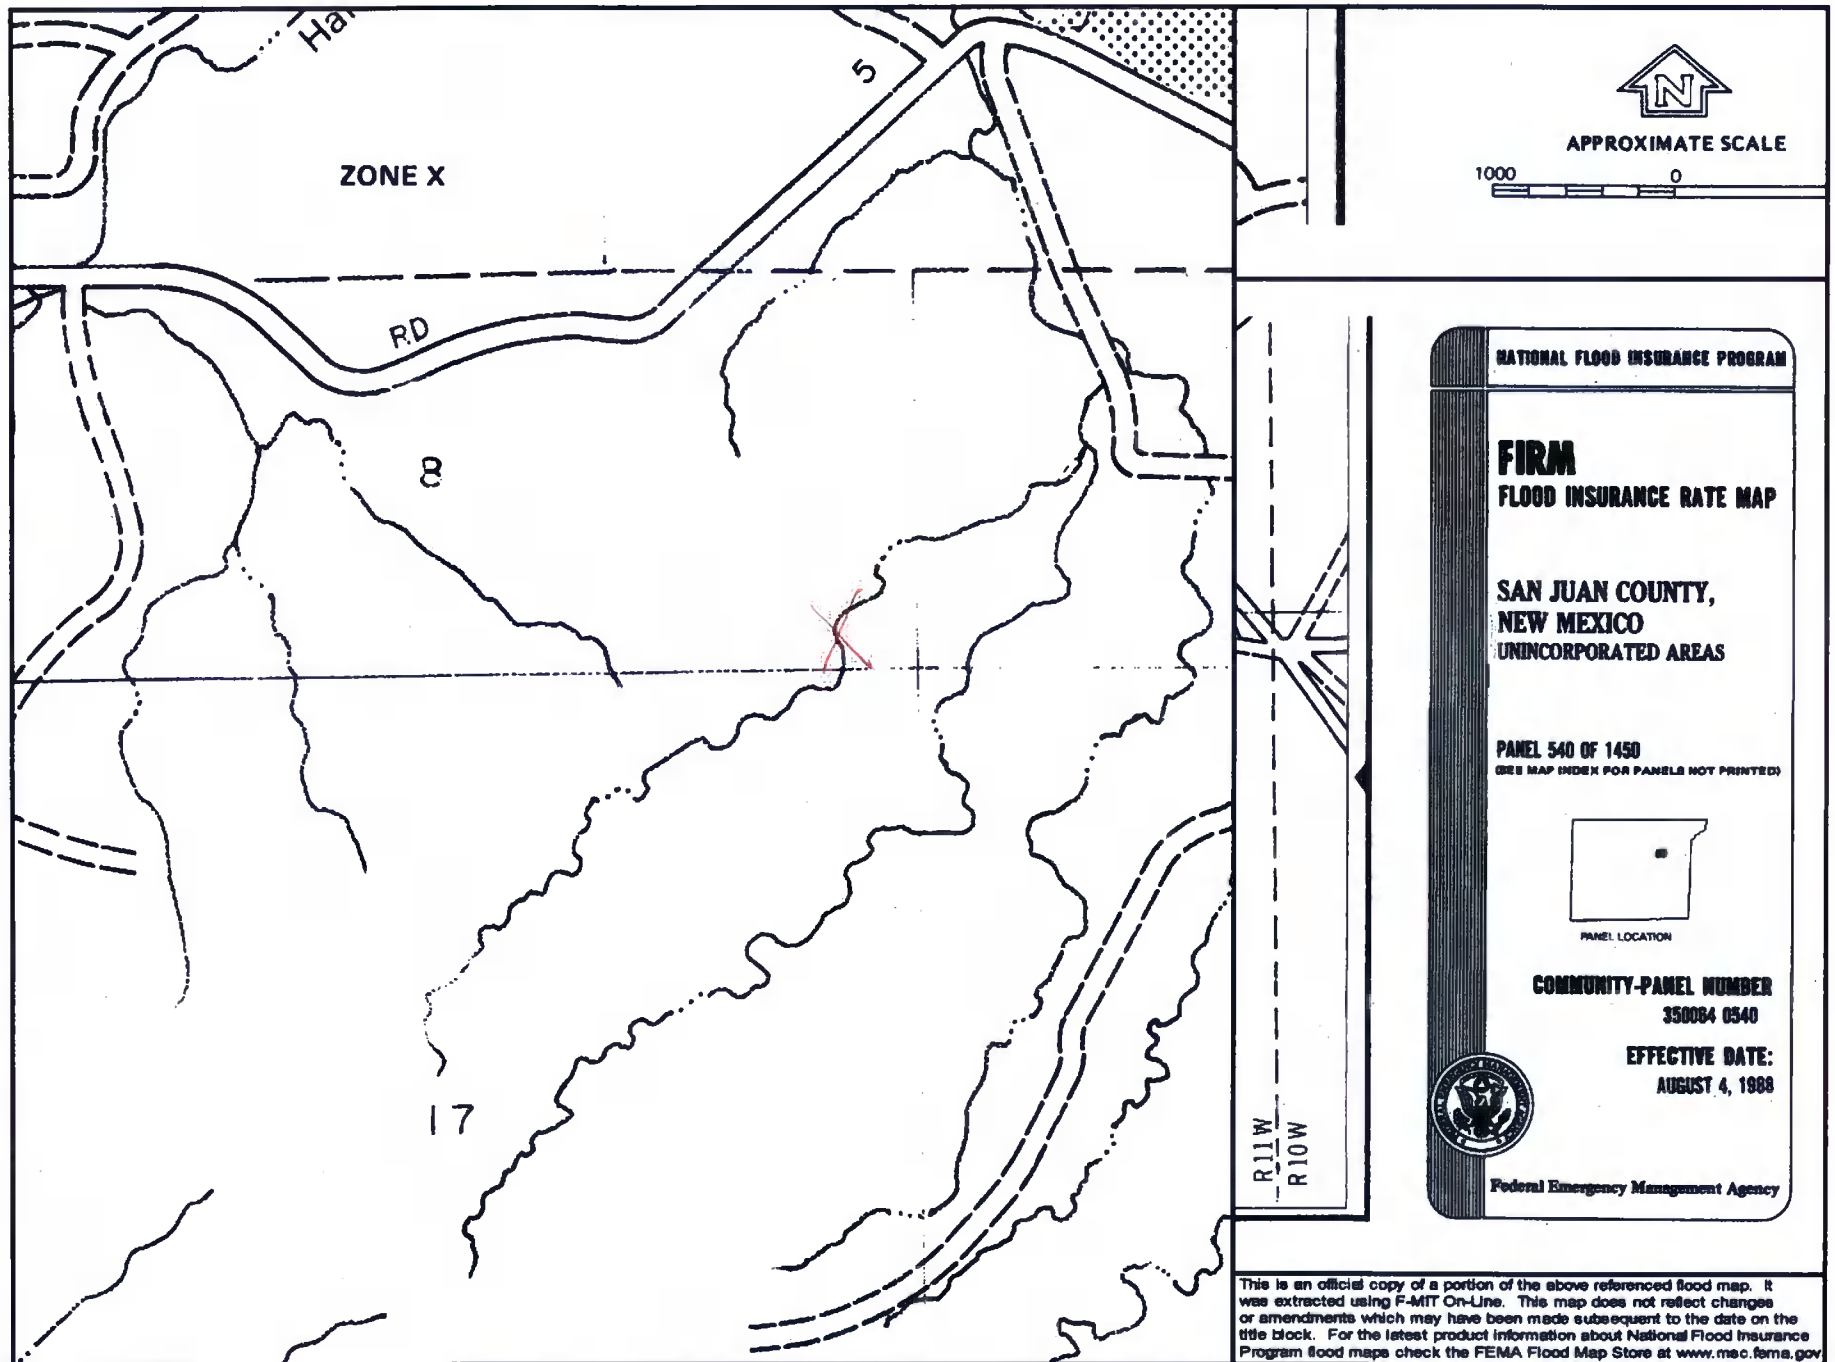 Har
5
ZONE X
RD
8
17
N
APPROXIMATE SCALE
1000 0
R11W
R10W
NATIONAL FLOOD INSURANCE PROGRAM
FIRM
FLOOD INSURANCE RATE MAP
SAN JUAN COUNTY,
NEW MEXICO
UNINCORPORATED AREAS
PANEL 540 OF 1450
(SEE MAP INDEX FOR PANELS NOT PRINTED)
PANEL LOCATION
COMMUNITY-PANEL NUMBER
350064 0540
EFFECTIVE DATE:
AUGUST 4, 1988
Federal Emergency Management Agency
This is an official copy of a portion of the above referenced flood map. It
was extracted using F-MIT On-Line. This map does not reflect changes
or amendments which may have been made subsequent to the date on the
title block. For the latest product information about National Flood Insurance
Program flood maps check the FEMA Flood Map Store at www.msc.fema.gov